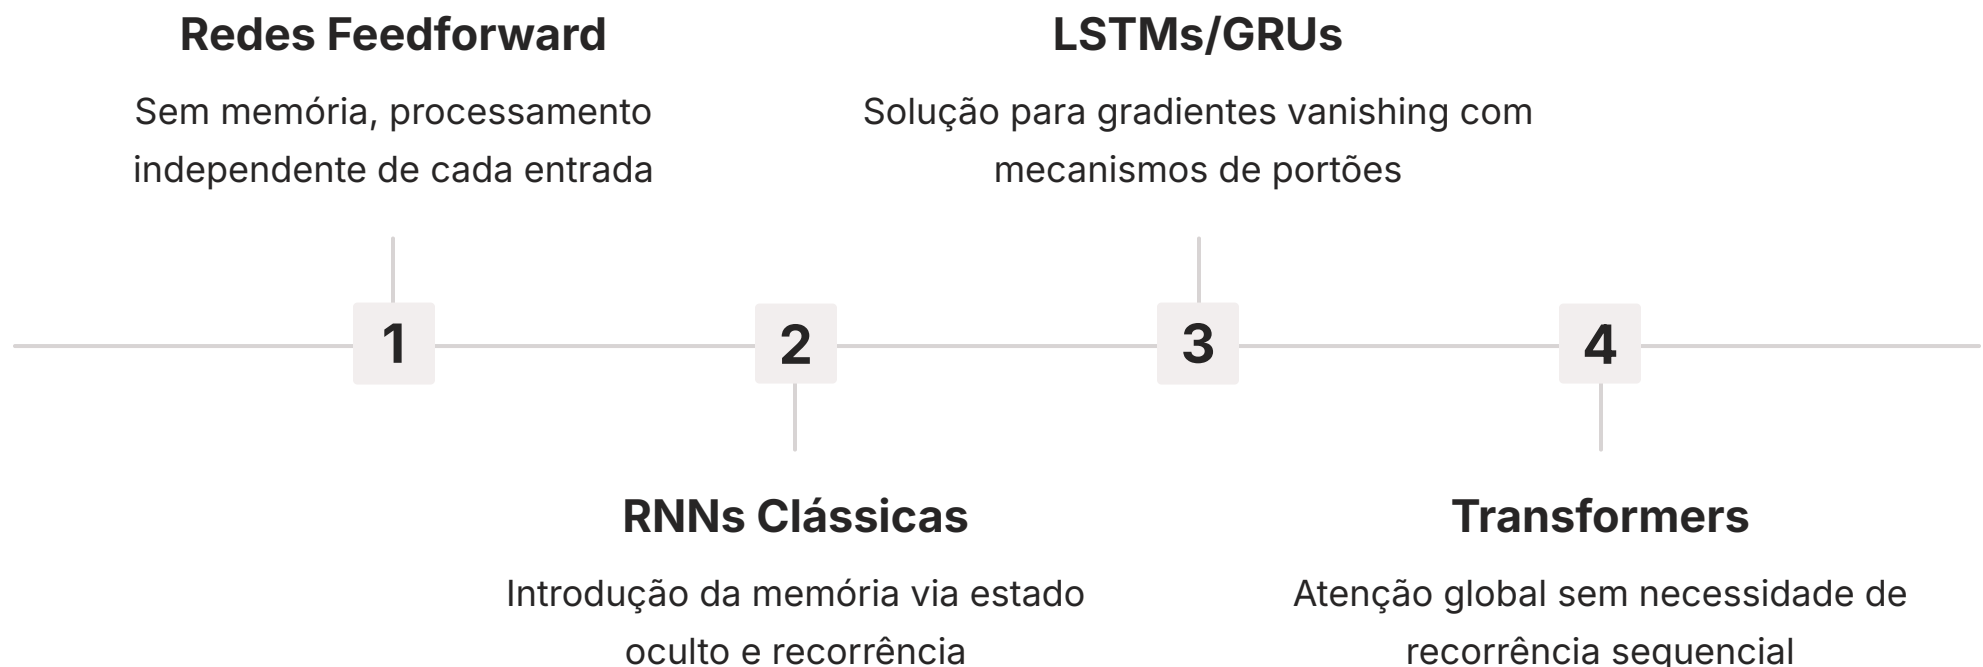 Redes Feedforward
Sem memória, processamento
independente de cada entrada
1
2
RNNs Clássicas
Introdução da memória via estado
oculto e recorrência
LSTMs/GRUs
Solução para gradientes vanishing com
mecanismos de portões
3
4
Transformers
Atenção global sem necessidade de
recorrência sequencial